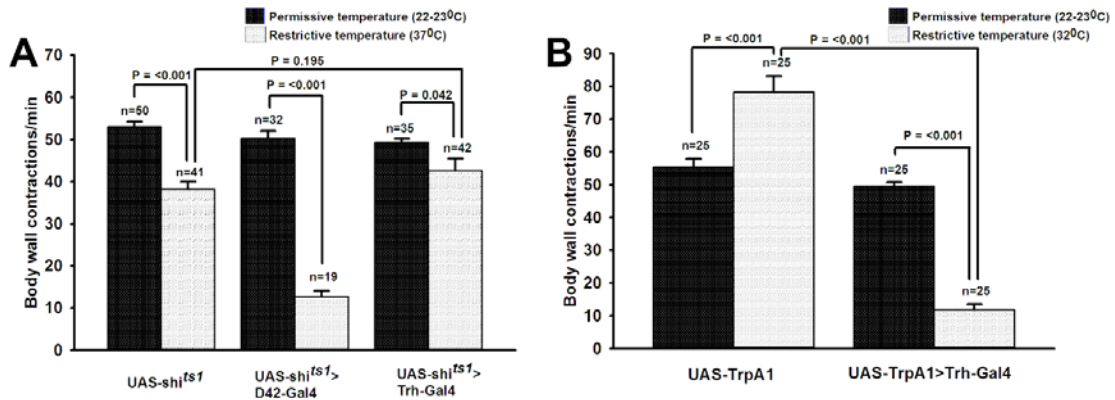 A
Permissive temperature (22-23⁰C)
Restrictive temperature (37⁰C)
Body wall contractions/min
70
60
50
40
30
20
10
0
P = <0.001
P = 0.195
P = <0.001
P = 0.042
n=50
n=41
n=32
n=19
n=35
n=42
UAS-shi^ts1
UAS-shi^ts1>
D42-Gal4
UAS-shi^ts1>
Trh-Gal4
B
Permissive temperature (22-23⁰C)
Restrictive temperature (32⁰C)
Body wall contractions/min
90
80
70
60
50
40
30
20
10
0
P = <0.001
P = <0.001
P = <0.001
n=25
n=25
n=25
n=25
UAS-TrpA1
UAS-TrpA1>Trh-Gal4